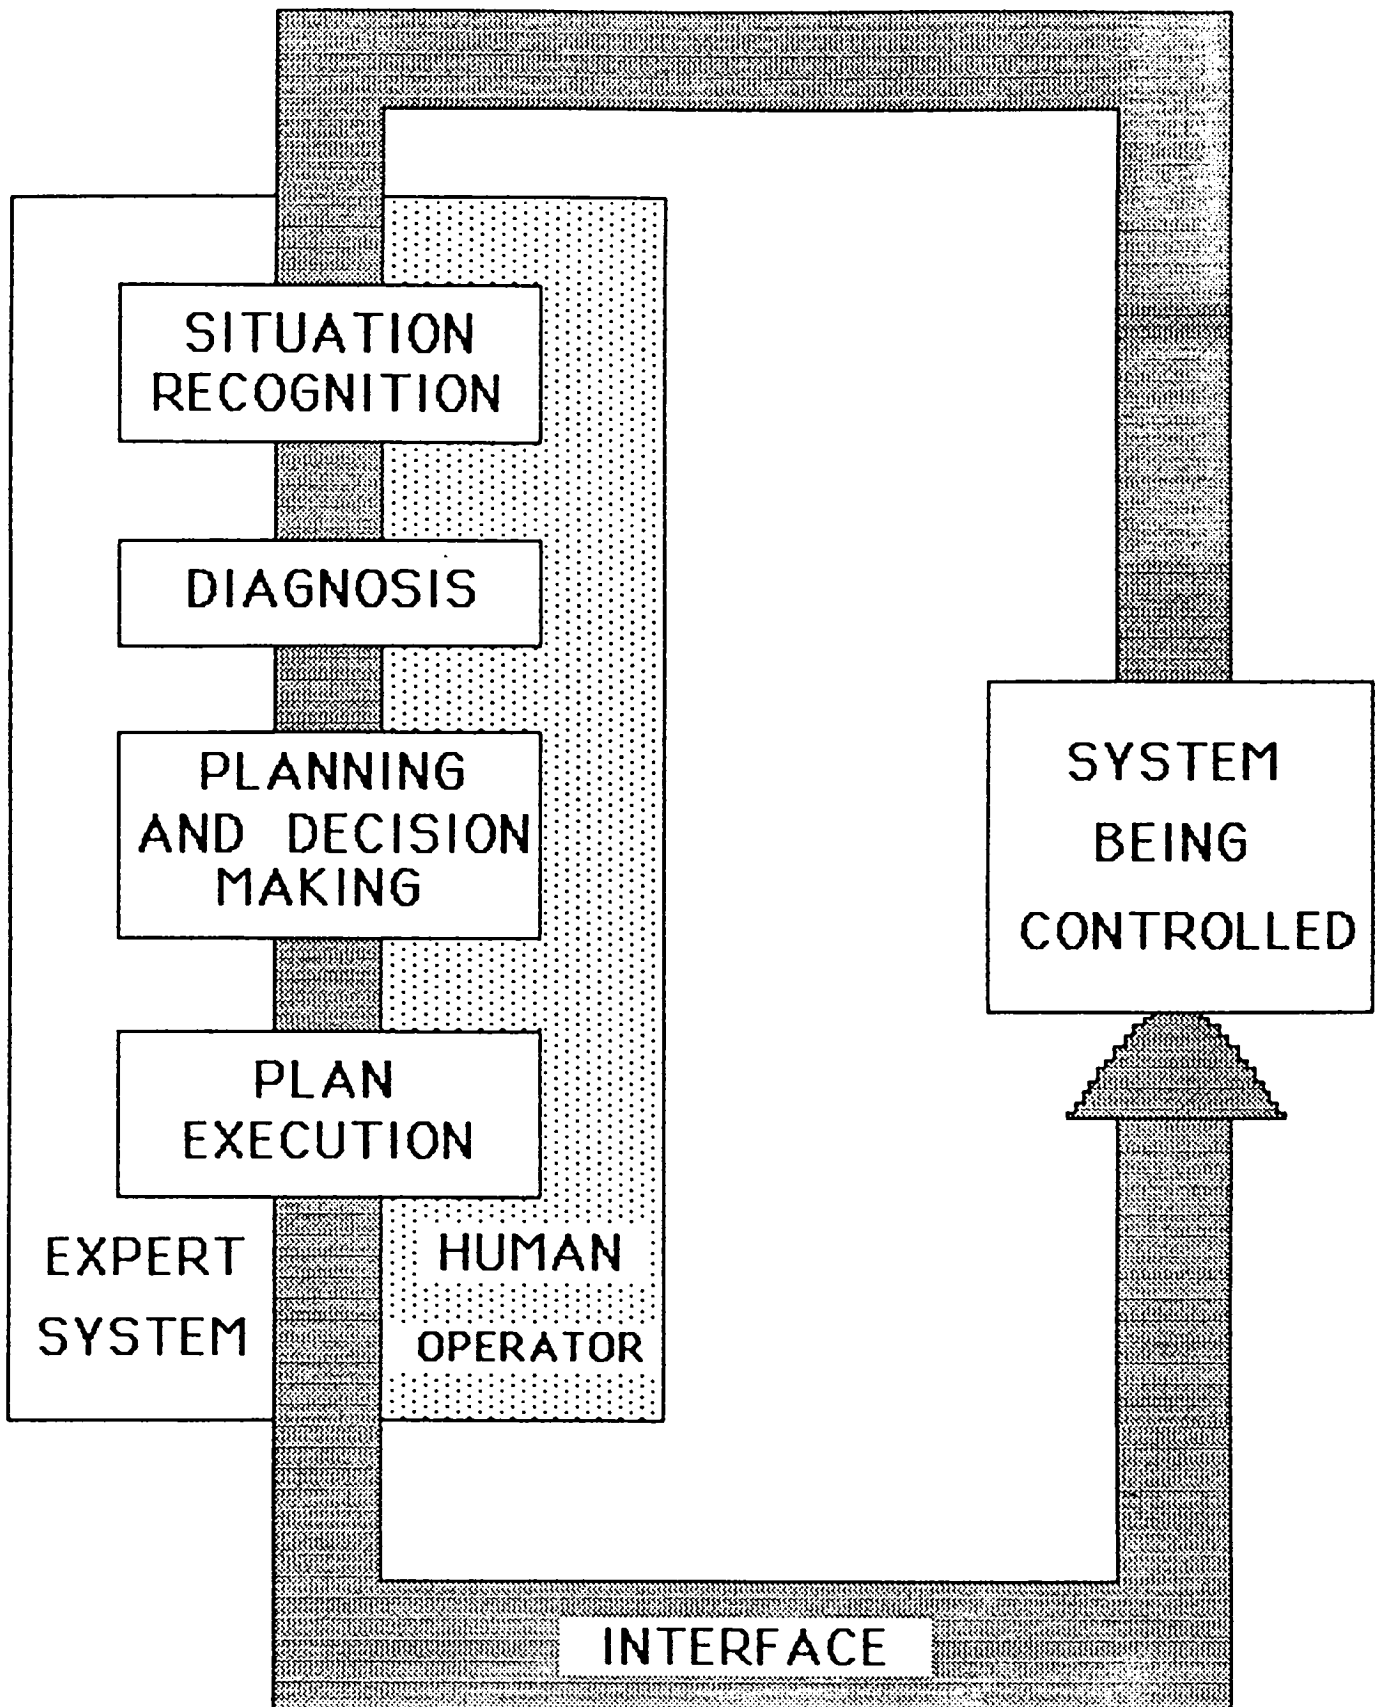 SITUATION
RECOGNITION
DIAGNOSIS
PLANNING
AND DECISION
MAKING
PLAN
EXECUTION
EXPERT
SYSTEM
HUMAN
OPERATOR
SYSTEM
BEING
CONTROLLED
INTERFACE